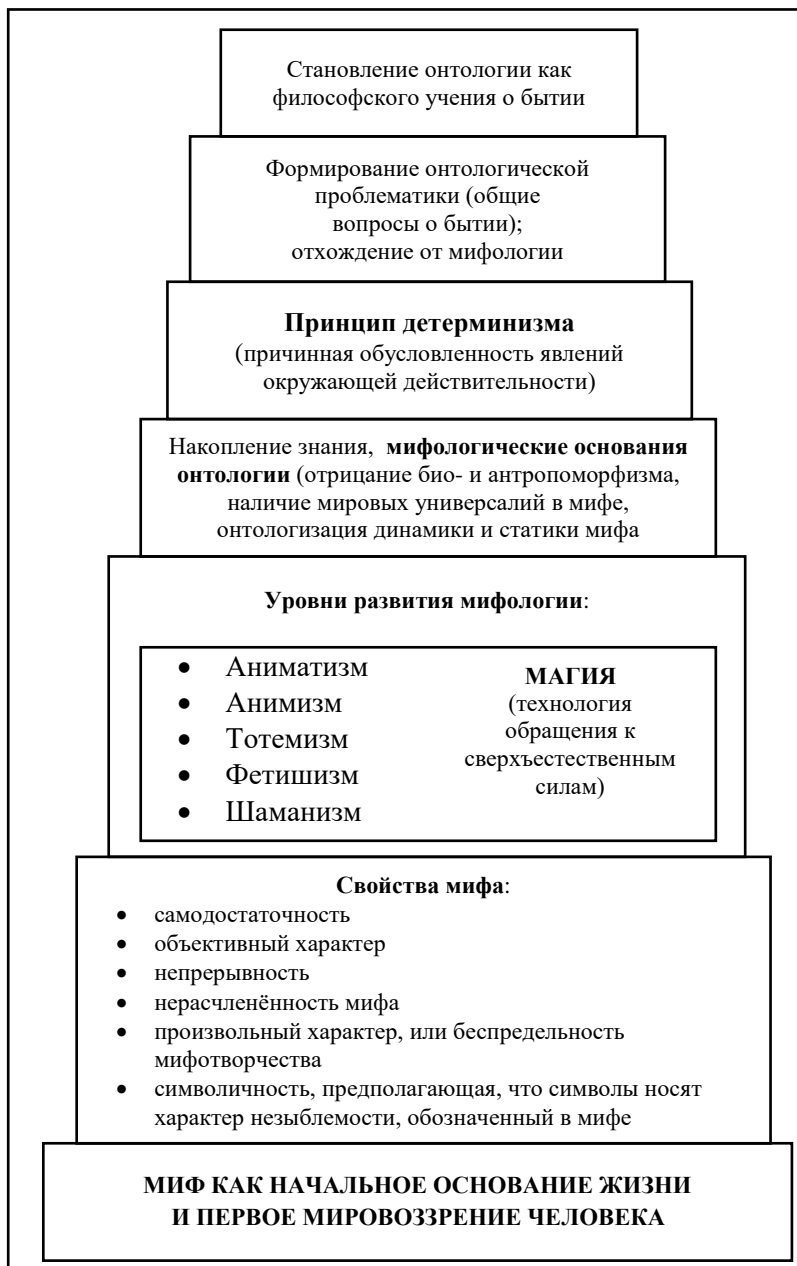 Становление онтологии как
философского учения о бытии
Формирование онтологической
проблематики (общие
вопросы о бытии);
отхождение от мифологии
Принцип детерминизма
(причинная обусловленность явлений
окружающей действительности)
Накопление знания, мифологические основания
онтологии (отрицание био- и антропоморфизма,
наличие мировых универсалий в мифе,
онтологизация динамики и статики мифа
Уровни развития мифологии:
• Аниматизм
• Анимизм
• Тотемизм
• Фетишизм
• Шаманизм
МАГИЯ
(технология
обращения к
сверхъестественным
силам)
Свойства мифа:
• самодостаточность
• объективный характер
• непрерывность
• нерасчленённость мифа
• произвольный характер, или беспредельность
мифотворчества
• символичность, предполагающая, что символы носят
характер незыблемости, обозначенный в мифе
МИФ КАК НАЧАЛЬНОЕ ОСНОВАНИЕ ЖИЗНИ
И ПЕРВОЕ МИРОВОЗЗРЕНИЕ ЧЕЛОВЕКА